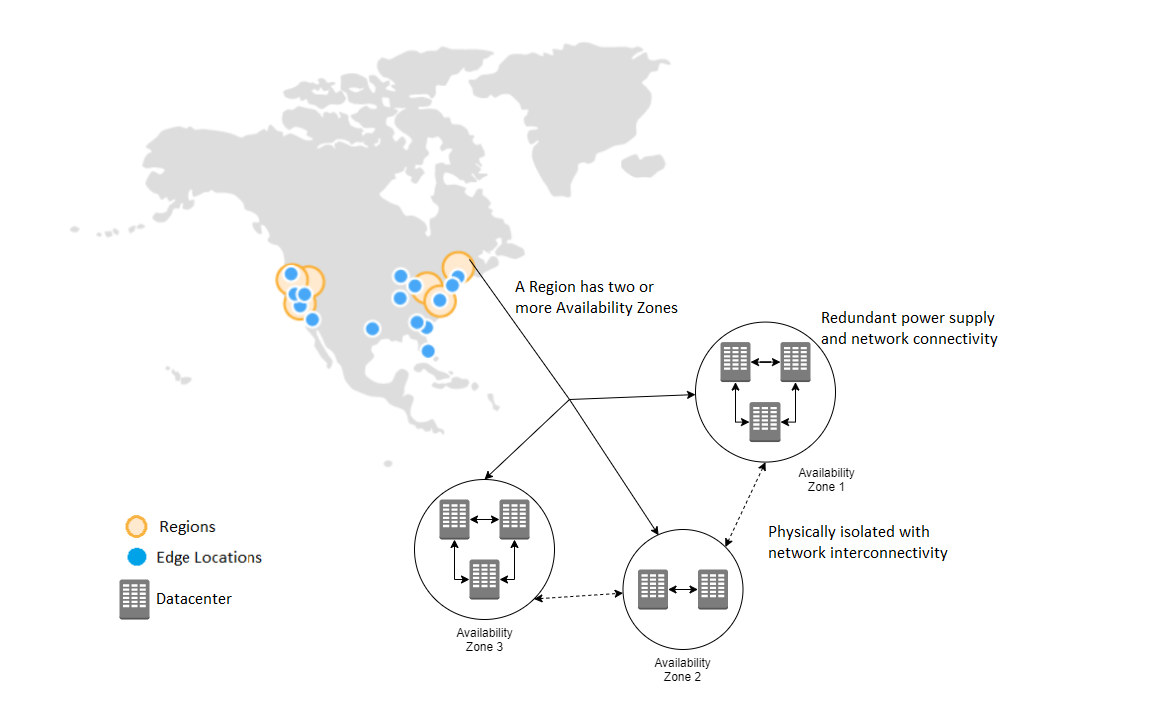 A Region has two or
more Availability Zones
Redundant power supply
and network connectivity
Availability
Zone 1
Physically isolated with
network interconnectivity
Availability
Zone 3
Availability
Zone 2
Regions
Edge Locations
Datacenter